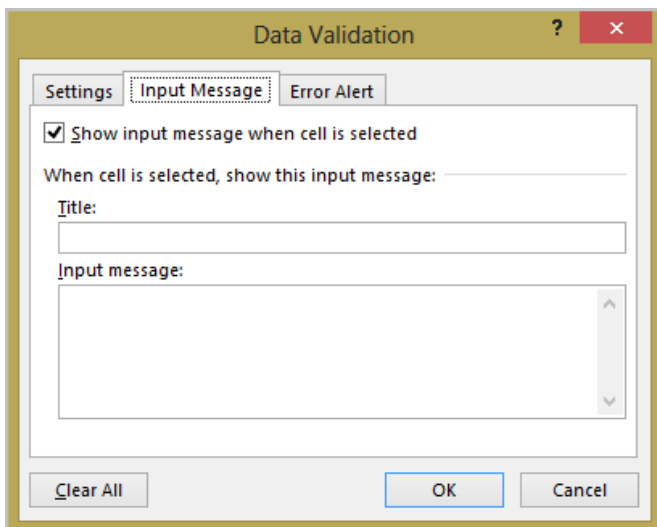 Data Validation ?
Settings Input Message Error Alert
Show input message when cell is selected
When cell is selected, show this input message:
Title:
Input message:
Clear All OK Cancel